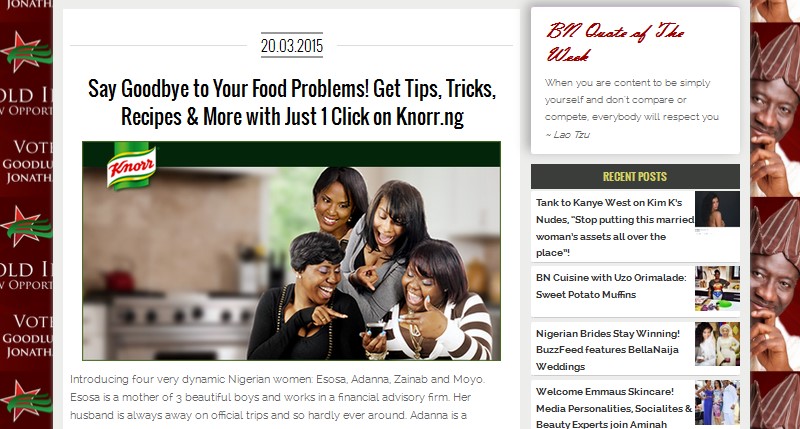 20.03.2015
Say Goodbye to Your Food Problems! Get Tips, Tricks,
Recipes & More with Just 1 Click on Knorr.ng
Knorr
Introducing four very dynamic Nigerian women: Esosa, Adanna, Zainab and Moyo.
Esosa is a mother of 3 beautiful boys and works in a financial advisory firm. Her
husband is always away on official trips and so hardly ever around. Adanna is a
BN Quote of The
Week
When you are content to be simply
yourself and don't compare or
compete, everybody will respect you
~ Lao Tzu
RECENT POSTS
Tank to Kanye West on Kim K's
Nudes, "Stop putting this married
woman's assets all over the
place"!
BN Cuisine with Uzo Orimalade:
Sweet Potato Muffins
Nigerian Brides Stay Winning!
BuzzFeed features BellaNaija
Weddings
Welcome Emmaus Skincare!
Media Personalities, Socialites &
Beauty Experts join Aminah
VOTE
GOODLU
JONATH
VOTE
GOODLU
JONATH